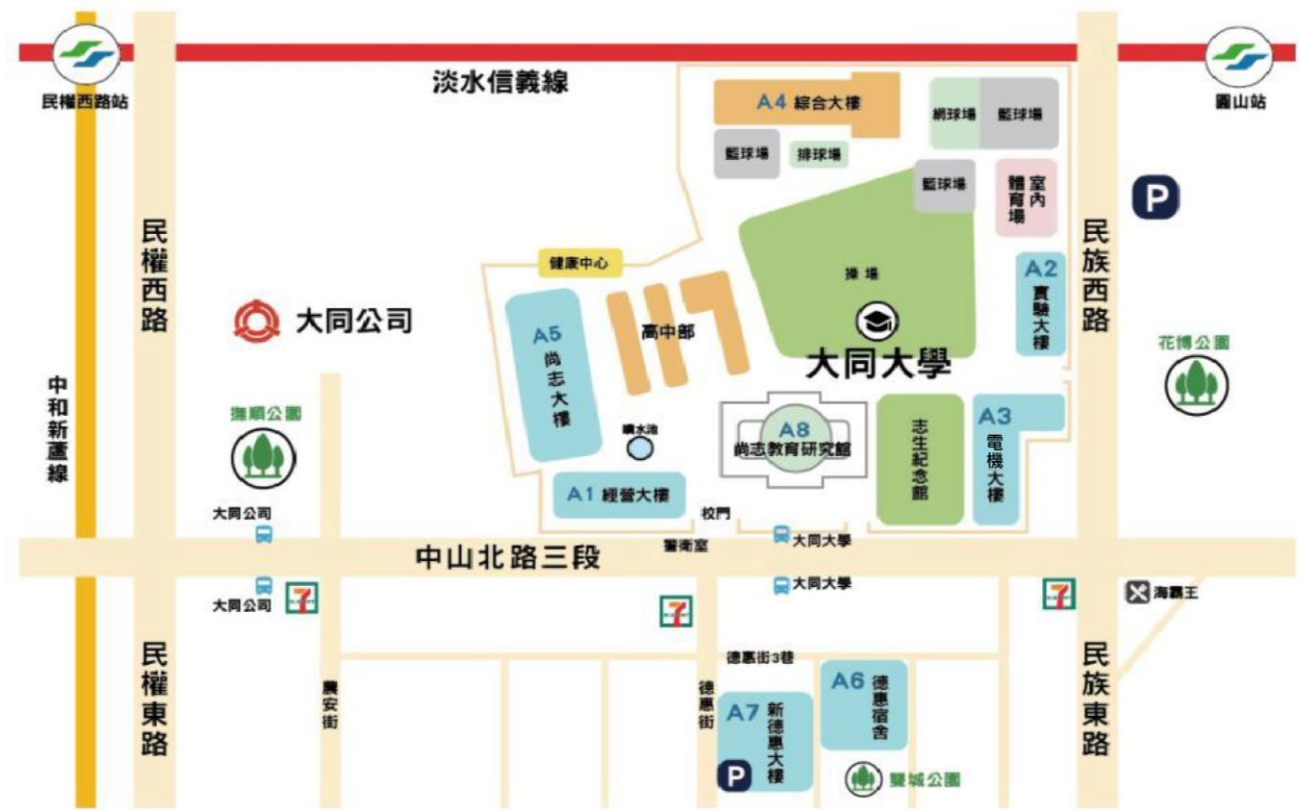 淡水信義線
民權西路站
圓山站
A4 綜合大樓
網球場
籃球場
籃球場
排球場
籃球場
室內體育場
P
民權西路
民族西路
健康中心
操場
A2 實驗大樓
大同公司
高中部
A5 尚志大樓
大同大學
花博公園
中和新蘆線
撫順公園
噴水池
A8
尚志教育研究館
志生紀念館
A3 電機大樓
A1 經營大樓
大同公司
校門
警衛室
大同大學
中山北路三段
大同大學
大同公司
7
7
7
海霸王
民權東路
農安街
德惠街
德惠街3巷
A6 德惠宿舍
A7 新德惠大樓
P
雙城公園
民族東路